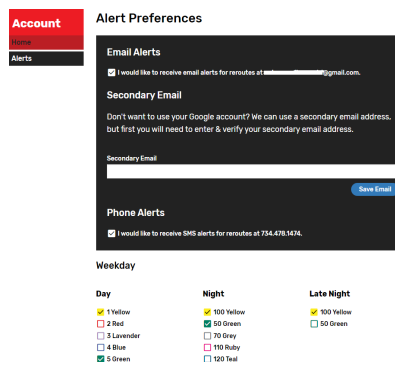 Account
Home
Alerts
Alert Preferences
Email Alerts
I would like to receive email alerts for reroutes at @gmail.com.
Secondary Email
Don't want to use your Google account? We can use a secondary email address,
but first you will need to enter & verify your secondary email address.
Secondary Email
Save Email
Phone Alerts
I would like to receive SMS alerts for reroutes at 734.478.1474.
Weekday
Day
1 Yellow
2 Red
3 Lavender
4 Blue
5 Green
Night
100 Yellow
50 Green
70 Grey
110 Ruby
120 Teal
Late Night
100 Yellow
50 Green